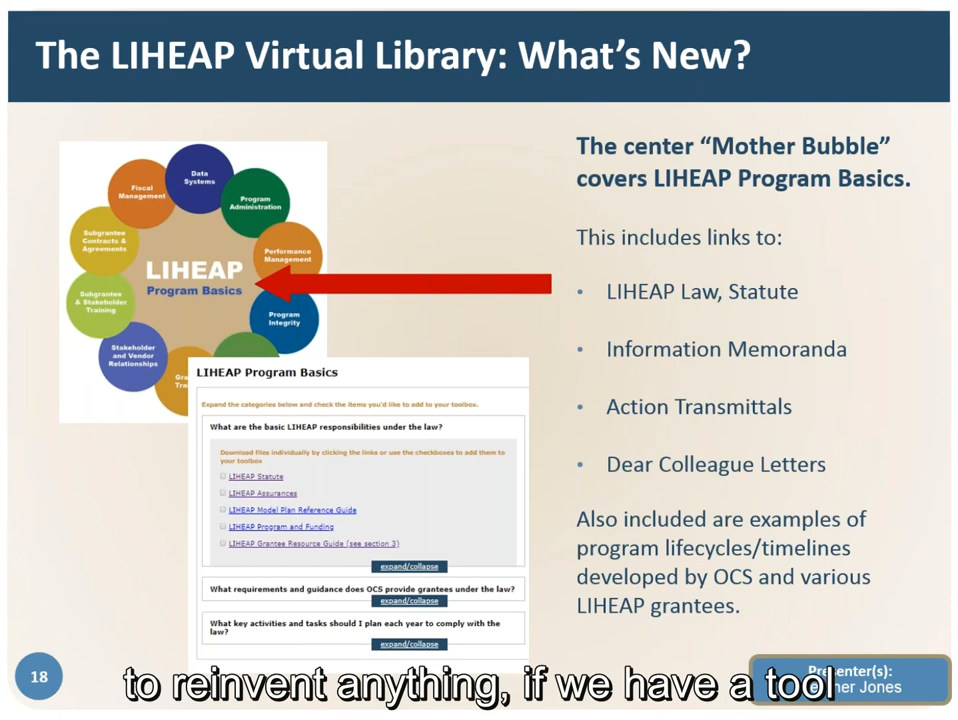 The LIHEAP Virtual Library: What's New?
Data
Systems
Fiscal
Management
Program
Administration
Subgrantee
Contracts &
Agreements
Performance
Management
LIHEAP
Program Basics
Subgrantee
& Stakeholder
Training
Program
Integrity
Stakeholder
and Vendor
Relationships
The center “Mother Bubble”
covers LIHEAP Program Basics.
This includes links to:
• LIHEAP Law, Statute
• Information Memoranda
• Action Transmittals
• Dear Colleague Letters
Also included are examples of
program lifecycles/timelines
developed by OCS and various
LIHEAP grantees.
LIHEAP Program Basics
Expand the categories below and check the items you'd like to add to your toolbox.
What are the basic LIHEAP responsibilities under the law?
Download files individually by clicking the links or use the checkboxes to add them to
your toolbox
LIHEAP Statute
LIHEAP Assurances
LIHEAP Model Plan Reference Guide
LIHEAP Program and Funding
LIHEAP Grantee Resource Guide (see section 3)
expand/collapse
What requirements and guidance does OCS provide grantees under the law?
expand/collapse
What key activities and tasks should I plan each year to comply with the
law?
expand/collapse
18
Presenter(s):
Jones
to reinvent anything, if we have a tool